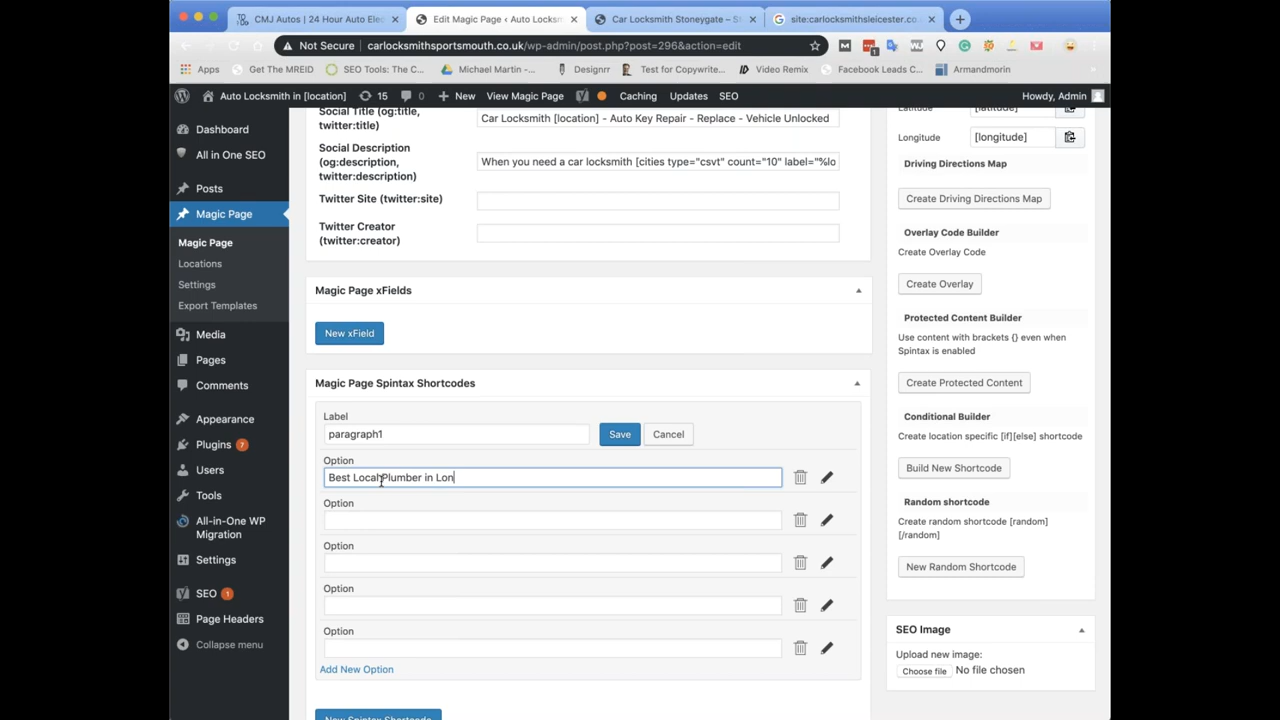 CMJ Autos | 24 Hour Auto Elec
Edit Magic Page ‹ Auto Locksm
Car Locksmith Stoneygate – St
site:carlocksmithsleicester.co.
Not Secure | carlocksmithsportsmouth.co.uk/wp-admin/post.php?post=296&action=edit
Apps
Get The MREID
SEO Tools: The C...
Michael Martin -...
Designrr
Test for Copywrite...
Video Remix
Facebook Leads C...
Armandmorin
Auto Locksmith in [location]
15
0
New
View Magic Page
Caching
Updates
SEO
Howdy, Admin
Dashboard
All in One SEO
Posts
Magic Page
Magic Page
Locations
Settings
Export Templates
Media
Pages
Comments
Appearance
Plugins 7
Users
Tools
All-in-One WP
Migration
Settings
SEO 1
Page Headers
Collapse menu
Social Title (og:title,
twitter:title)
Car Locksmith [location] - Auto Key Repair - Replace - Vehicle Unlocked
Social Description
(og:description,
twitter:description)
When you need a car locksmith [cities type="csvt" count="10" label="%lo
Twitter Site (twitter:site)
Twitter Creator
(twitter:creator)
Magic Page xFields
New xField
Magic Page Spintax Shortcodes
Label
paragraph1
Save
Cancel
Option
Best Local Plumber in Lon
Option
Option
Option
Option
Add New Option
New Spintax Shortcode
Latitude
[latitude]
Longitude
[longitude]
Driving Directions Map
Create Driving Directions Map
Overlay Code Builder
Create Overlay Code
Create Overlay
Protected Content Builder
Use content with brackets {} even when
Spintax is enabled
Create Protected Content
Conditional Builder
Create location specific [if][else] shortcode
Build New Shortcode
Random shortcode
Create random shortcode [random]
[/random]
New Random Shortcode
SEO Image
Upload new image:
Choose file
No file chosen